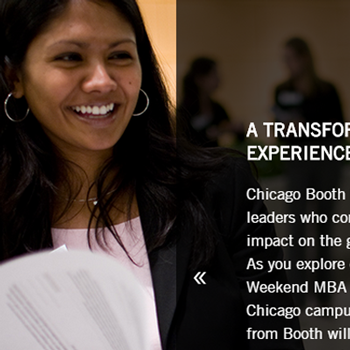 A TRANSFOR
EXPERIENCE
Chicago Booth
leaders who co
impact on the g
As you explore
Weekend MBA
Chicago campu
from Booth will
«